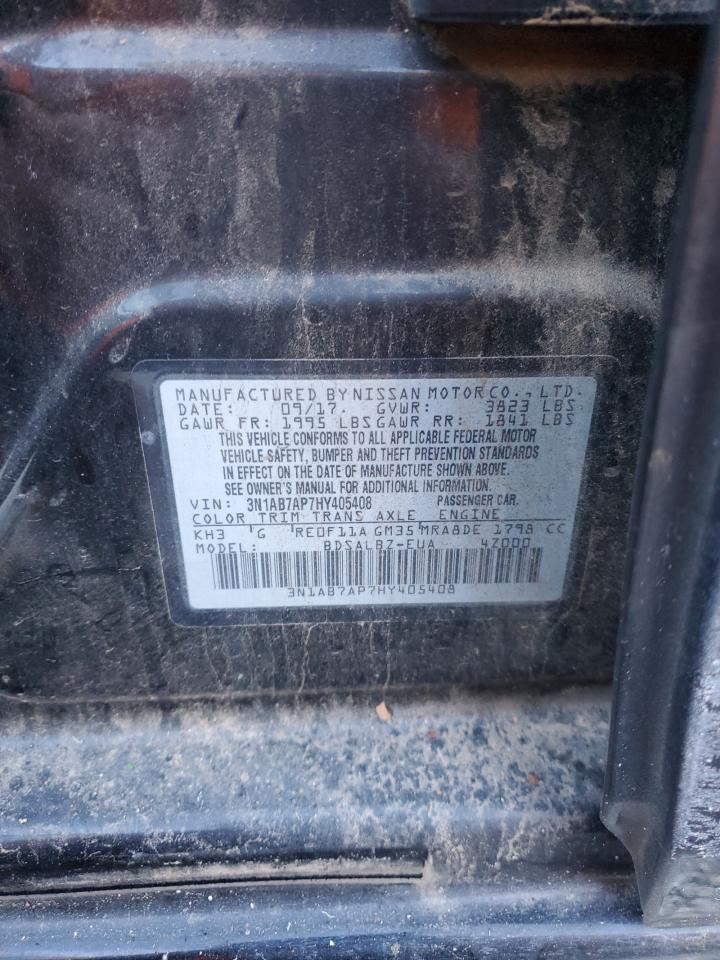 MANUFACTURED BY NISSAN MOTOR CO., LTD.
DATE: 09/17. GVWR: 3823 LBS
GAWR FR: 1995 LBS GAWR RR: 1841 LBS
THIS VEHICLE CONFORMS TO ALL APPLICABLE FEDERAL MOTOR
VEHICLE SAFETY, BUMPER AND THEFT PREVENTION STANDARDS
IN EFFECT ON THE DATE OF MANUFACTURE SHOWN ABOVE.
SEE OWNER'S MANUAL FOR ADDITIONAL INFORMATION.
VIN: 3N1AB7AP7HY405408 PASSENGER CAR.
COLOR TRIM TRANS AXLE ENGINE
KH3 G RE0F11A GM35 MRA8DE 1798 CC
MODEL: BDSALBZ-EUA 47000
3N1AB7AP7HY405408